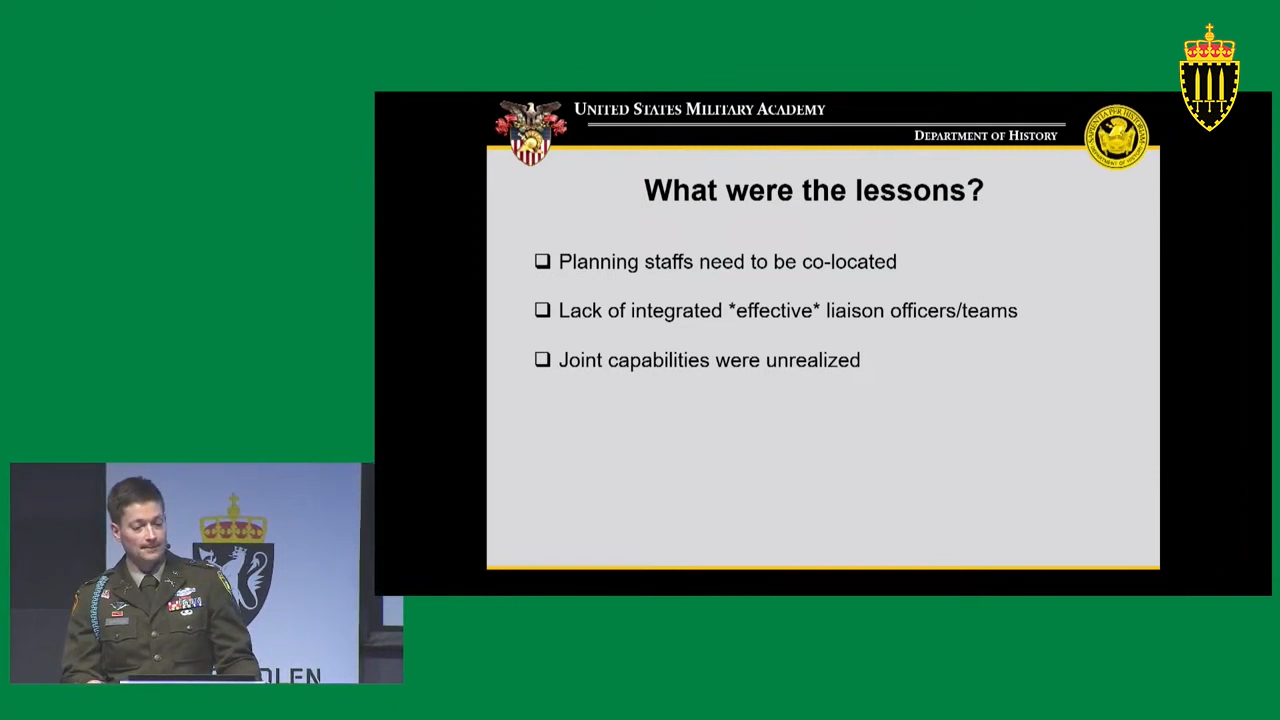 UNITED STATES MILITARY ACADEMY
DEPARTMENT OF HISTORY
What were the lessons?
Planning staffs need to be co-located
Lack of integrated *effective* liaison officers/teams
Joint capabilities were unrealized
OLEN